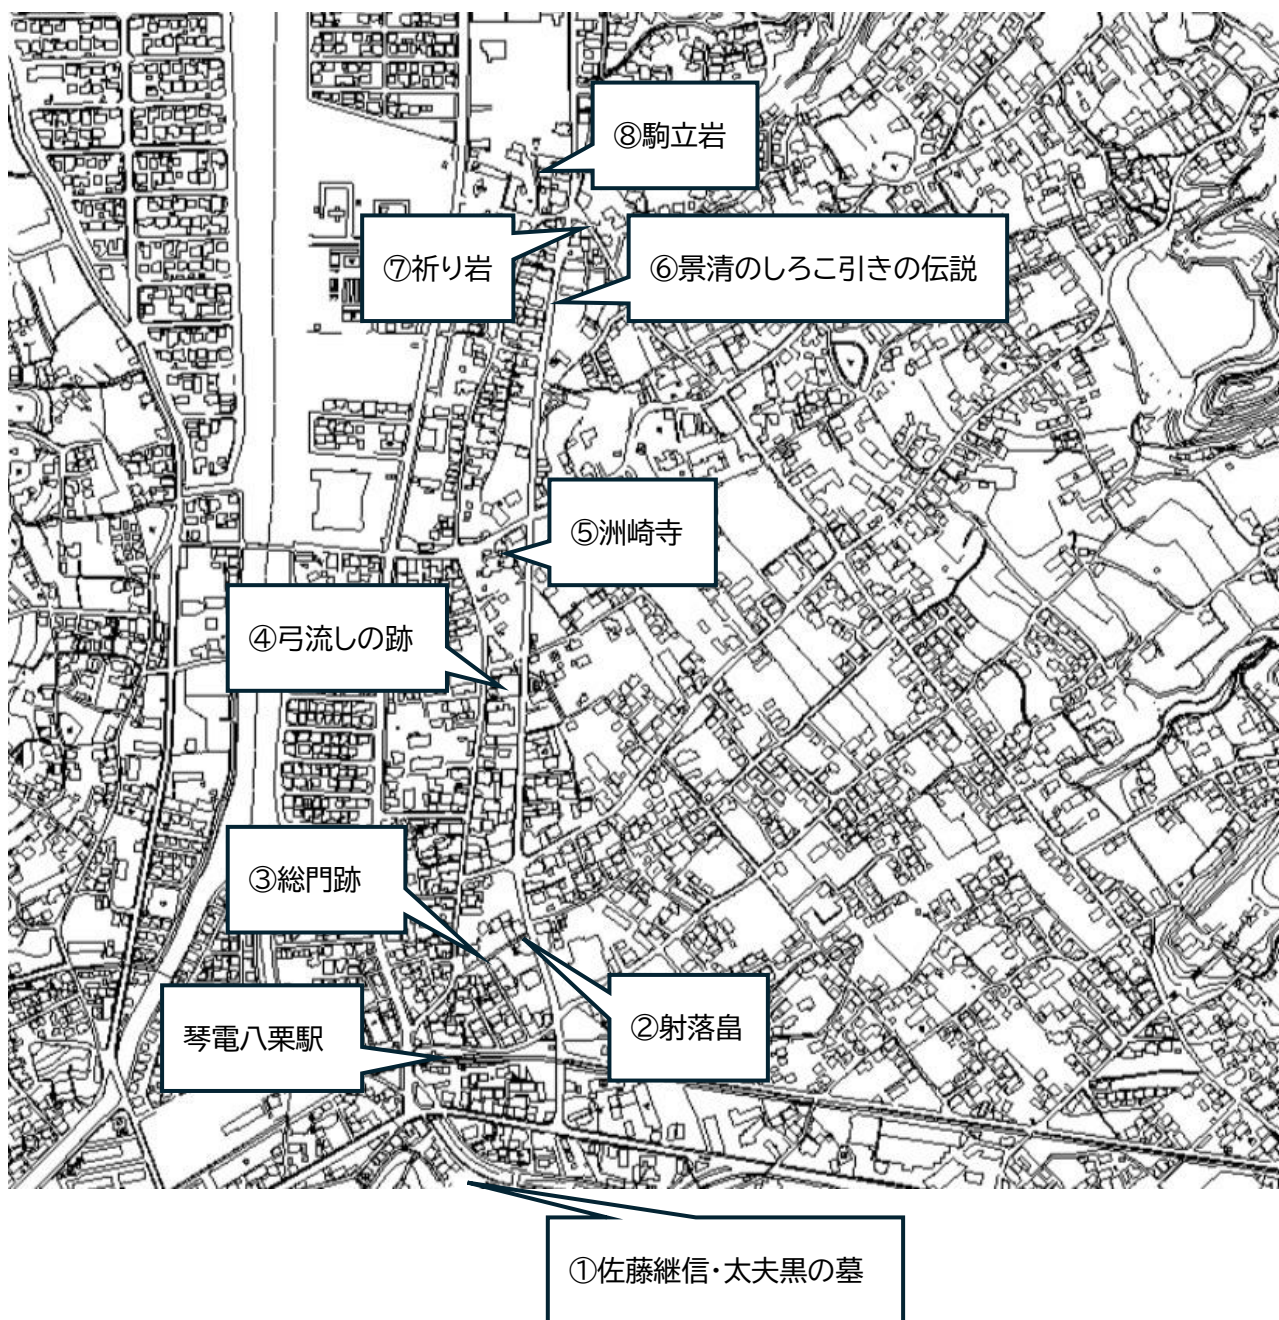 ⑧駒立岩
⑦祈り岩
⑥景清のしろこ引きの伝説
⑤洲崎寺
④弓流しの跡
③総門跡
琴電八栗駅
②射落畠
①佐藤継信・太夫黒の墓